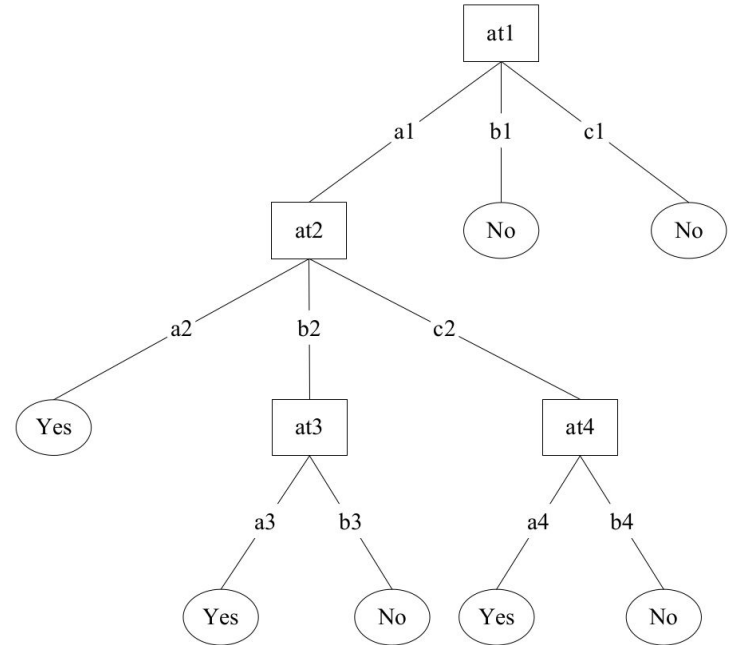 at1
a1 b1 c1
at2 No No
a2 b2 c2
Yes at3 at4
a3 b3 a4 b4
Yes No Yes No